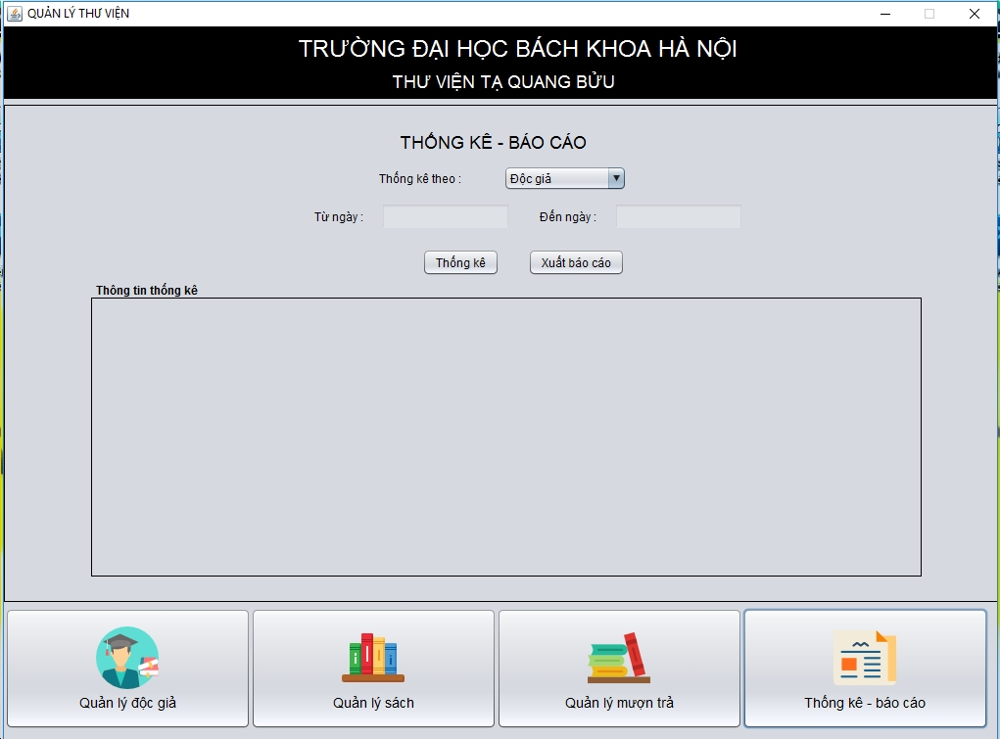 QUẢN LÝ THƯ VIỆN
TRƯỜNG ĐẠI HỌC BÁCH KHOA HÀ NỘI
THƯ VIỆN TẠ QUANG BỬU
THỐNG KÊ - BÁO CÁO
Thống kê theo : Độc giả
Từ ngày : Đến ngày :
Thống kê Xuất báo cáo
Thông tin thống kê
Quản lý độc giả Quản lý sách Quản lý mượn trả Thống kê - báo cáo